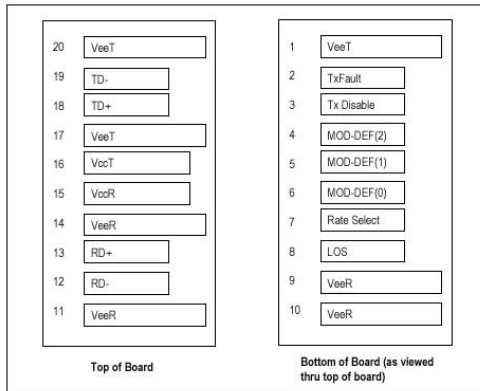 20 VeeT
19 TD-
18 TD+
17 VeeT
16 VccT
15 VccR
14 VeeR
13 RD+
12 RD-
11 VeeR
Top of Board
1 VeeT
2 TxFault
3 Tx Disable
4 MOD-DEF(2)
5 MOD-DEF(1)
6 MOD-DEF(0)
7 Rate Select
8 LOS
9 VeeR
10 VeeR
Bottom of Board (as viewed
thru top of board)